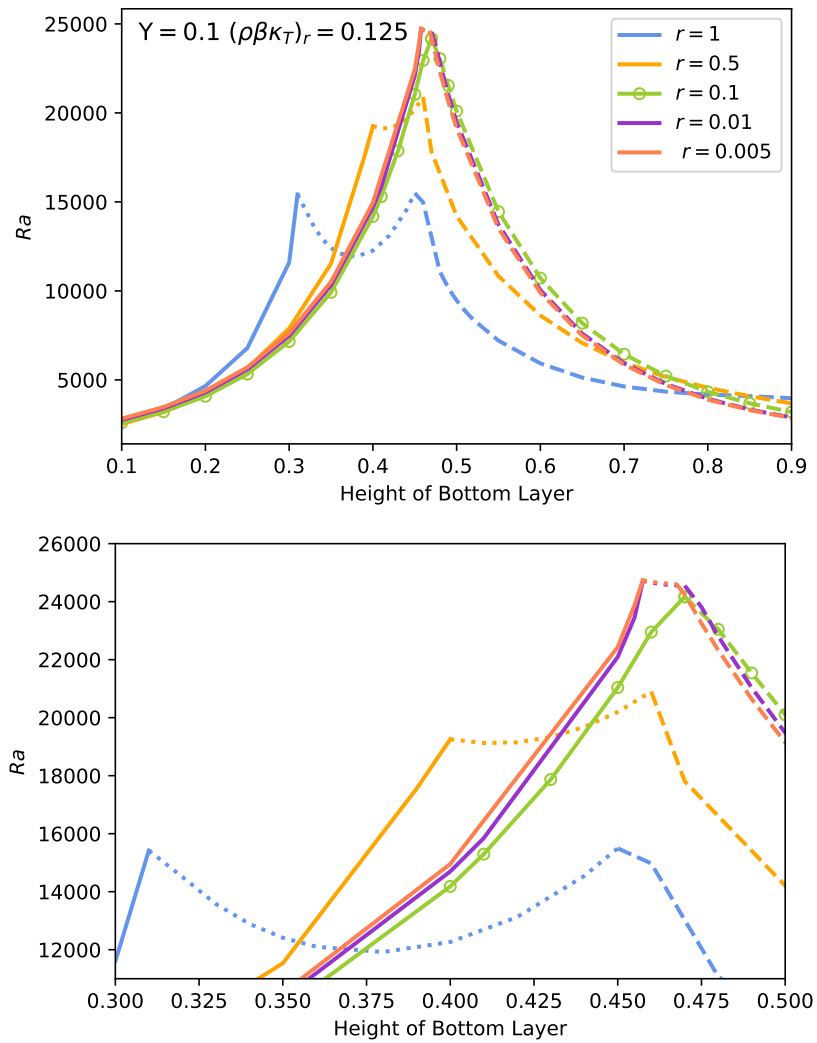 Υ = 0.1 (ρβκ_T)_r = 0.125
r = 1
r = 0.5
r = 0.1
r = 0.01
r = 0.005
25000
20000
15000
10000
5000
Ra
0.1 0.2 0.3 0.4 0.5 0.6 0.7 0.8 0.9
Height of Bottom Layer
26000
24000
22000
20000
18000
16000
14000
12000
Ra
0.300 0.325 0.350 0.375 0.400 0.425 0.450 0.475 0.500
Height of Bottom Layer